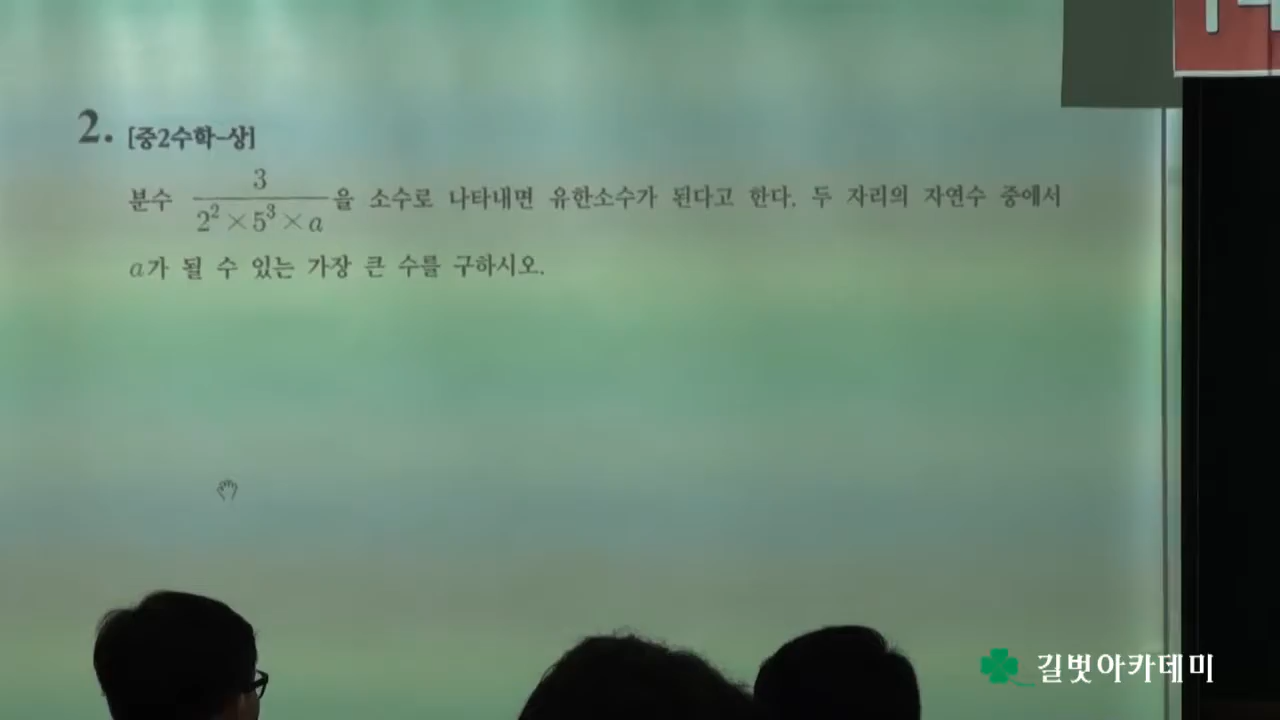 2. [중2수학-상]
분수 3/(2² × 5³ × a) 을 소수로 나타내면 유한소수가 된다고 한다. 두 자리의 자연수 중에서
a가 될 수 있는 가장 큰 수를 구하시오.
길벗아카데미